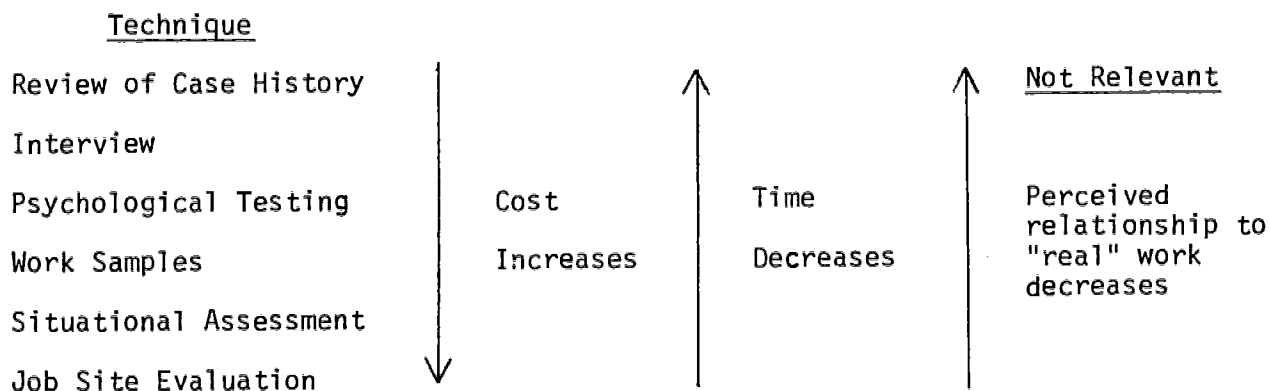 Technique
Review of Case History
Interview
Psychological Testing
Work Samples
Situational Assessment
Job Site Evaluation
Cost
Increases
Time
Decreases
Not Relevant
Perceived
relationship to
"real" work
decreases